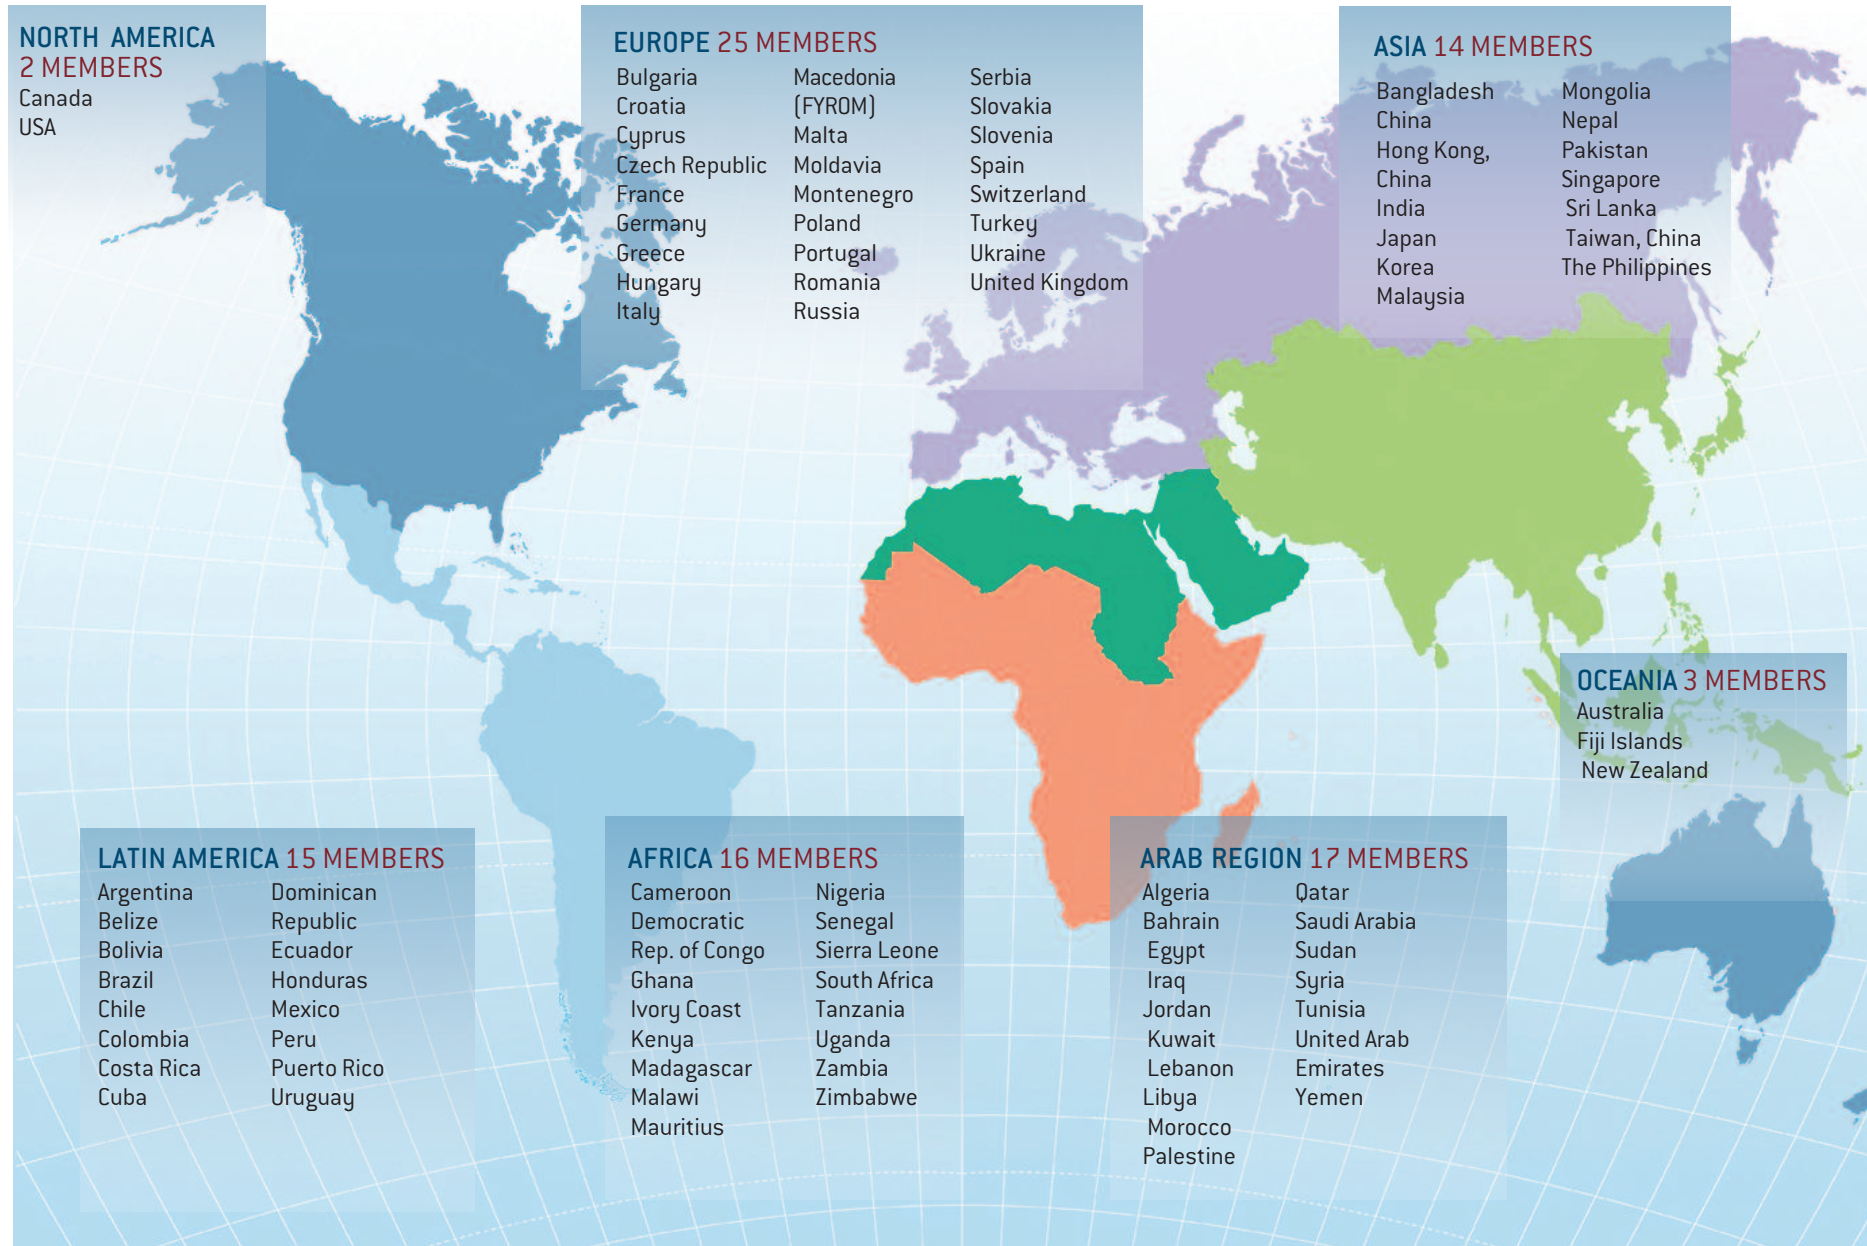 NORTH AMERICA
2 MEMBERS
Canada
USA
EUROPE 25 MEMBERS
Bulgaria
Croatia
Cyprus
Czech Republic
France
Germany
Greece
Hungary
Italy
Macedonia
(FYROM)
Malta
Moldavia
Montenegro
Poland
Portugal
Romania
Russia
Serbia
Slovakia
Slovenia
Spain
Switzerland
Turkey
Ukraine
United Kingdom
ASIA 14 MEMBERS
Bangladesh
China
Hong Kong,
China
India
Japan
Korea
Malaysia
Mongolia
Nepal
Pakistan
Singapore
Sri Lanka
Taiwan, China
The Philippines
OCEANIA 3 MEMBERS
Australia
Fiji Islands
New Zealand
LATIN AMERICA 15 MEMBERS
Argentina
Belize
Bolivia
Brazil
Chile
Colombia
Costa Rica
Cuba
Dominican
Republic
Ecuador
Honduras
Mexico
Peru
Puerto Rico
Uruguay
AFRICA 16 MEMBERS
Cameroon
Democratic
Rep. of Congo
Ghana
Ivory Coast
Kenya
Madagascar
Malawi
Mauritius
Nigeria
Senegal
Sierra Leone
South Africa
Tanzania
Uganda
Zambia
Zimbabwe
ARAB REGION 17 MEMBERS
Algeria
Bahrain
Egypt
Iraq
Jordan
Kuwait
Lebanon
Libya
Morocco
Palestine
Qatar
Saudi Arabia
Sudan
Syria
Tunisia
United Arab
Emirates
Yemen